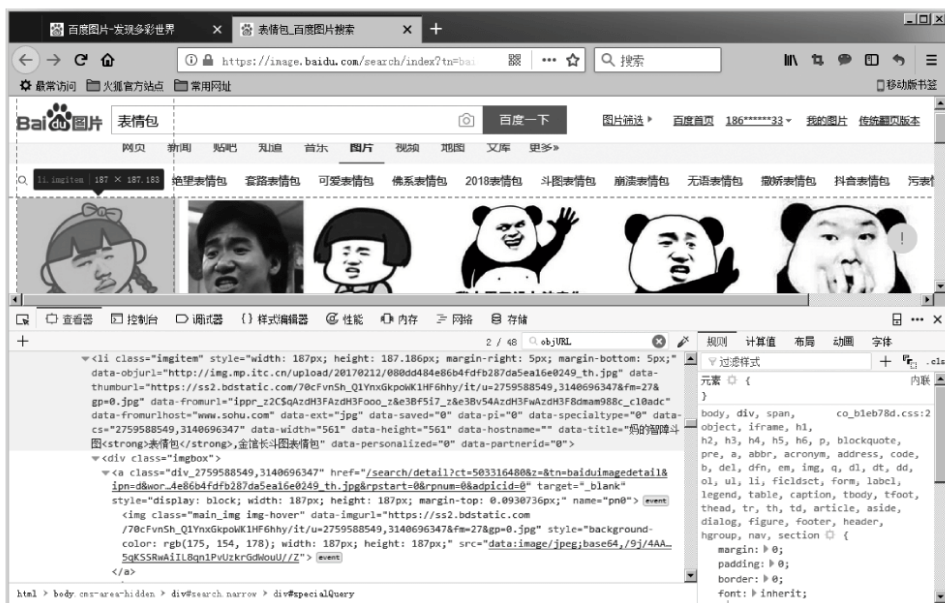 百度图片-发现多彩世界
表情包_百度图片搜索
https://image.baidu.com/search/index?tn=bai
搜索
最常访问 火狐官方站点 常用网址
移动版书签
Bai du 图片
表情包
百度一下
图片筛选 百度首页 186******33 我的图片 传统翻页版本
网页 新闻 贴吧 知道 音乐 图片 视频 地图 文库 更多»
li.imgitem | 187 × 187.183
绝望表情包 套路表情包 可爱表情包 佛系表情包 2018表情包 斗图表情包 崩溃表情包 无语表情包 撒娇表情包 抖音表情包 污表情
查看器 控制台 调试器 {} 样式编辑器 性能 内存 网络 存储
2 / 48 objURL
规则 计算值 布局 动画 字体
过滤样式
.cls
<li class="imgitem" style="width: 187px; height: 187.186px; margin-right: 5px; margin-bottom: 5px;"
data-objurl="http://img.mp.itc.cn/upload/20170212/080dd484e86b4fdfb287da5ea16e0249_th.jpg" data-
thumburl="https://ss2.bdstatic.com/70cFvnSh_Q1YnxGkpoWK1HF6hhy/it/u=2759588549,3140696347&fm=27&
gp=0.jpg" data-fromurl="ippr_z2C$qAzdH3FAzdH3Fooo_z&e3Bf5i7_z&e3Bv54AzdH3FwAzdH3F8dmam988c_cl0adc"
data-fromurlhost="www.sohu.com" data-ext="jpg" data-saved="0" data-pi="0" data-specialtype="0" data-
cs="2759588549,3140696347" data-width="561" data-height="561" data-hostname="" data-title="妈的智障斗
图<strong>表情包</strong>,金馆长斗图表情包" data-personalized="0" data-partnerid="0">
<div class="imgbox">
<a class="div_2759588549,3140696347" href="/search/detail?ct=503316480&z=&tn=baiduimagedetail&
ipn=d&wor…4e86b4fdfb287da5ea16e0249_th.jpg&rpstart=0&rpnum=0&adpicid=0" target="_blank"
style="display: block; width: 187px; height: 187px; margin-top: 0.0930736px;" name="pn0"> event
<img class="main_img img-hover" data-imgurl="https://ss2.bdstatic.com
/70cFvnSh_Q1YnxGkpoWK1HF6hhy/it/u=2759588549,3140696347&fm=27&gp=0.jpg" style="background-
color: rgb(175, 154, 178); width: 187px; height: 187px;" src="data:image/jpeg;base64,/9j/4AA…
5qKSSRwAiIL8qn1PvUzkrGdWouU//Z"> event
</a>
元素 {
内联
}
body, div, span,
co_b1eb78d.css:2
object, iframe, h1,
h2, h3, h4, h5, h6, p, blockquote,
pre, a, abbr, acronym, address, code,
b, del, dfn, em, img, q, dl, dt, dd,
ol, ul, li, fieldset, form, label,
legend, table, caption, tbody, tfoot,
thead, tr, th, td, article, aside,
dialog, figure, footer, header,
hgroup, nav, section {
margin: 0;
padding: 0;
border: 0;
font: inherit;
html > body.cns-area-hidden > div#search.narrow > div#specialQuery